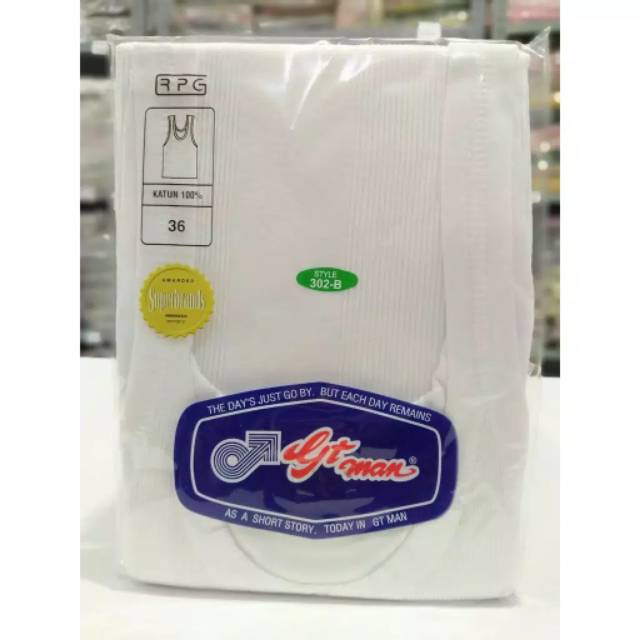 RPG
KATUN 100%
36
AWARDED
Superbrands
STYLE
302-B
THE DAY'S JUST GO BY. BUT EACH DAY REMAINS
Gt man®
AS A SHORT STORY. TODAY IN GT MAN